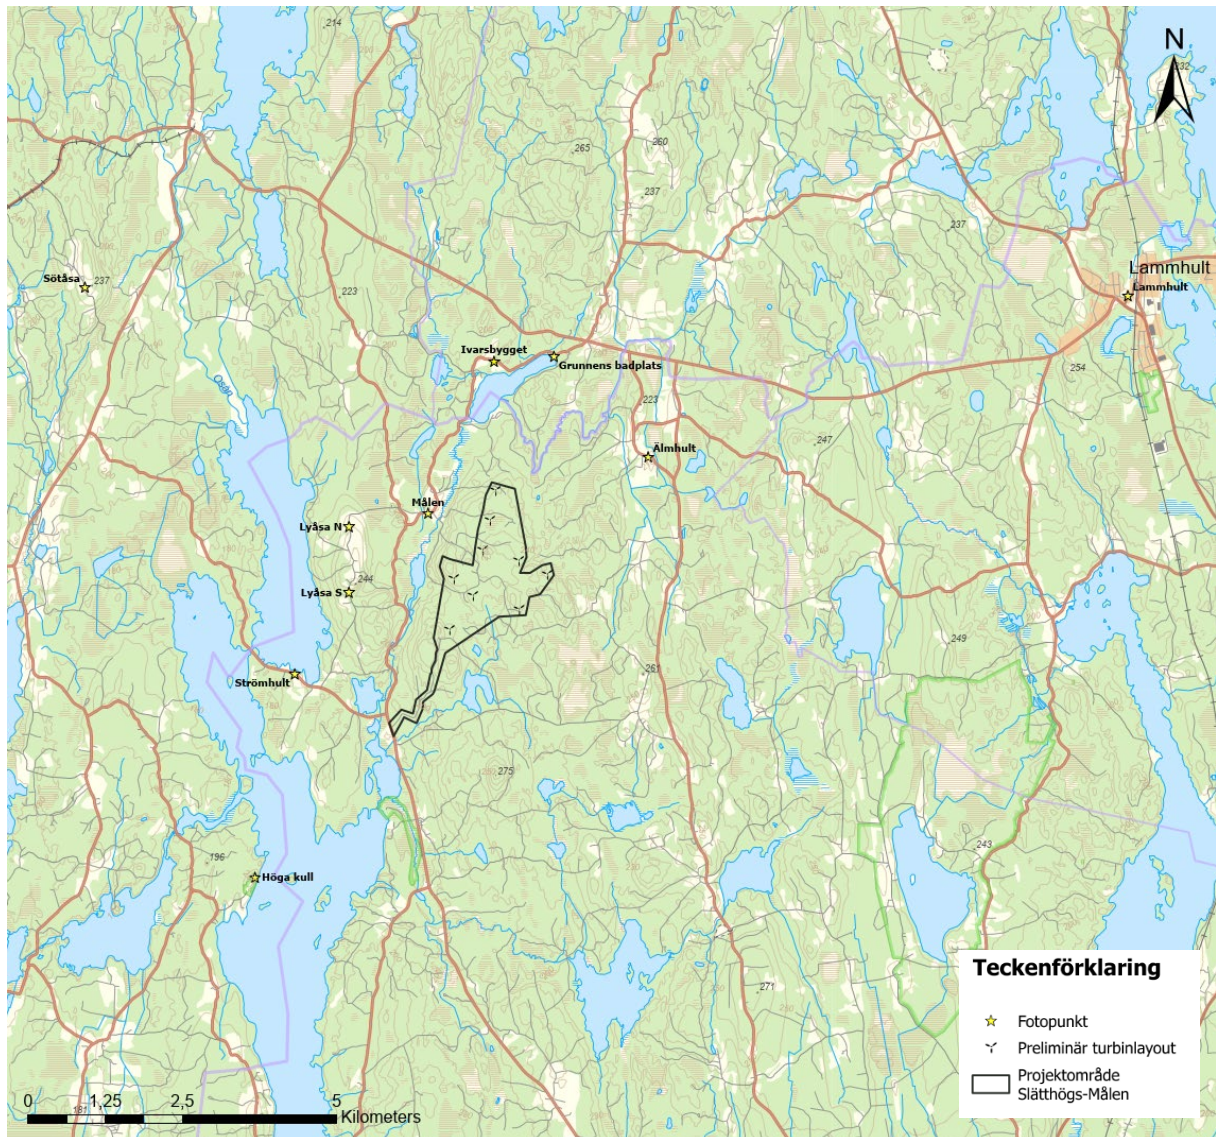 214
N
232
265
260
237
237
Sötåsa
237
223
Lammhult
Lammhult
Ivarsbygget
Grunnens badplats
254
223
Älmhult
247
Målen
Lyåsa N
244
Lyåsa S
249
Strömhult
261
275
243
196
Höga kull
271
181
Teckenförklaring
Fotopunkt
Preliminär turbinlayout
Projektområde
Slätthögs-Målen
0 1,25 2,5 5
Kilometers